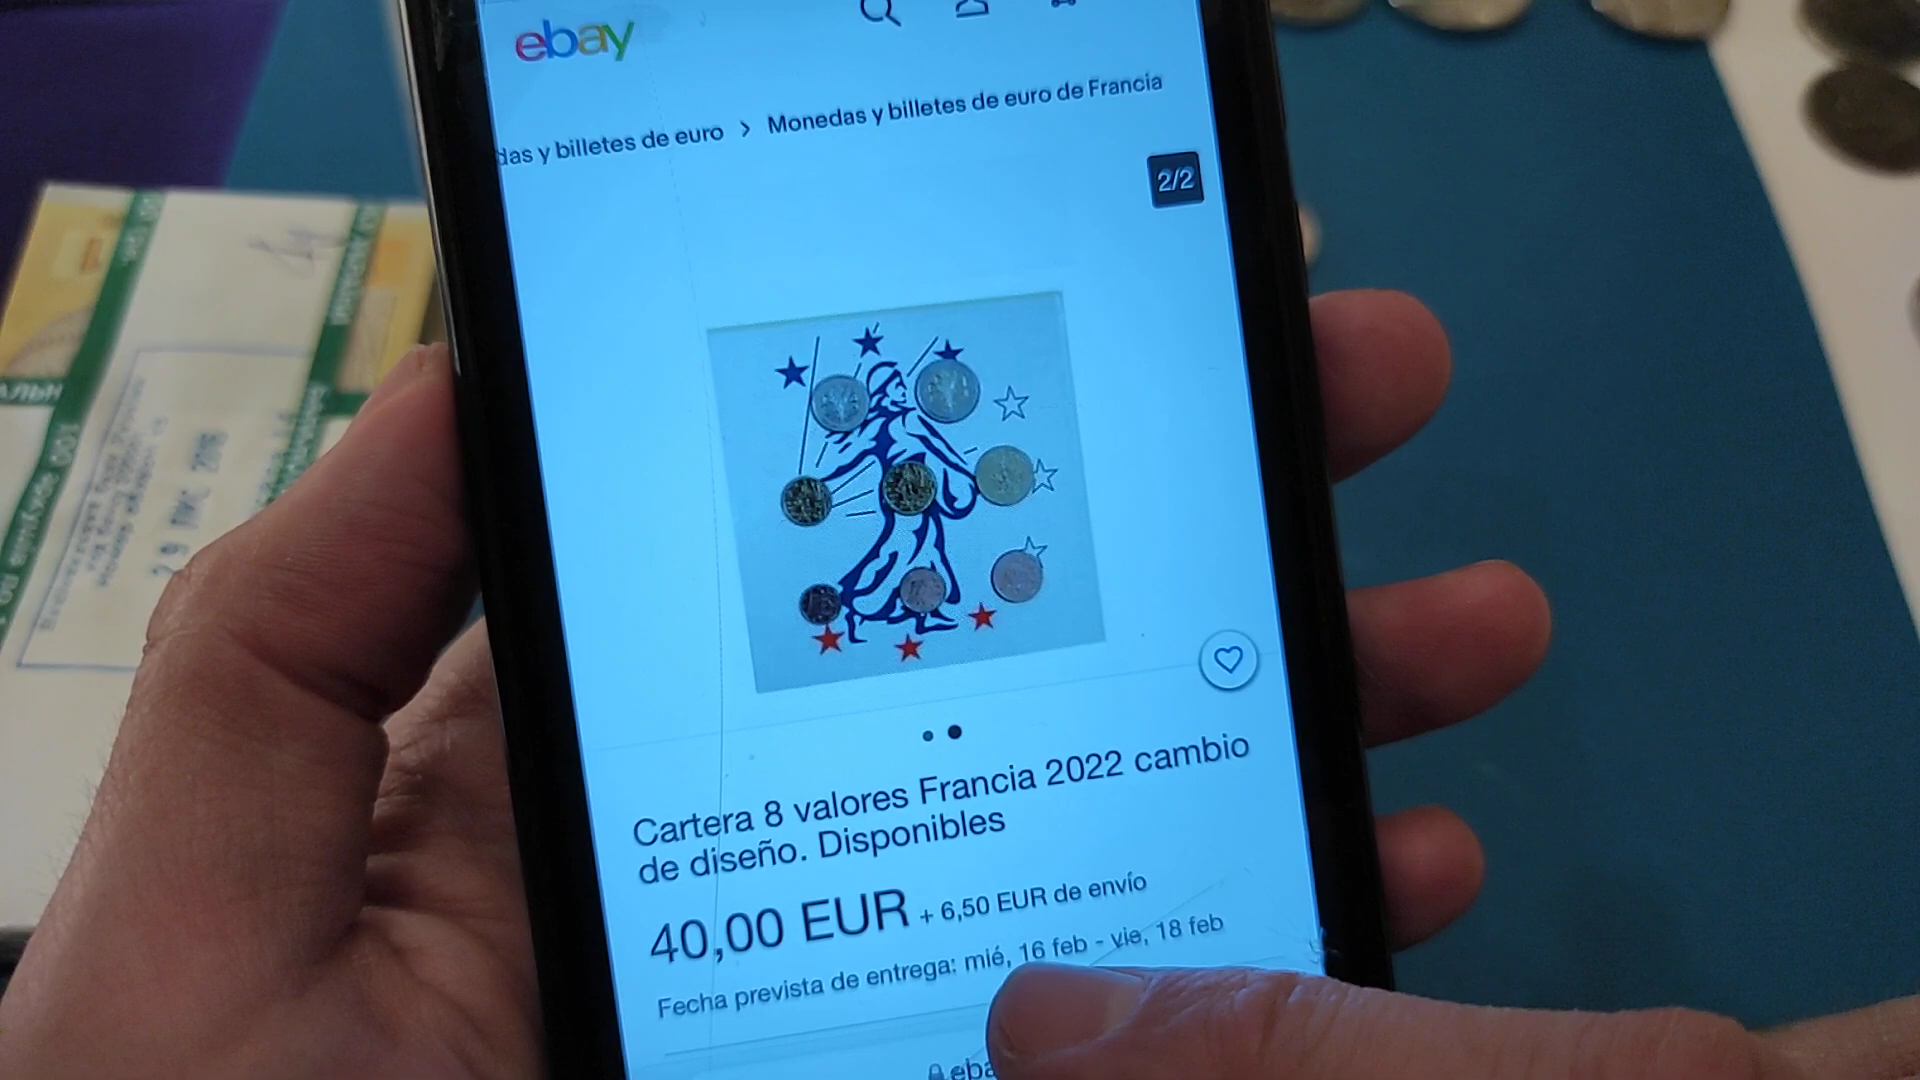 ebay
das y billetes de euro > Monedas y billetes de euro de Francia
2/2
Cartera 8 valores Francia 2022 cambio
de diseño. Disponibles
40,00 EUR + 6,50 EUR de envío
Fecha prevista de entrega: mié, 16 feb - vie, 18 feb
eba